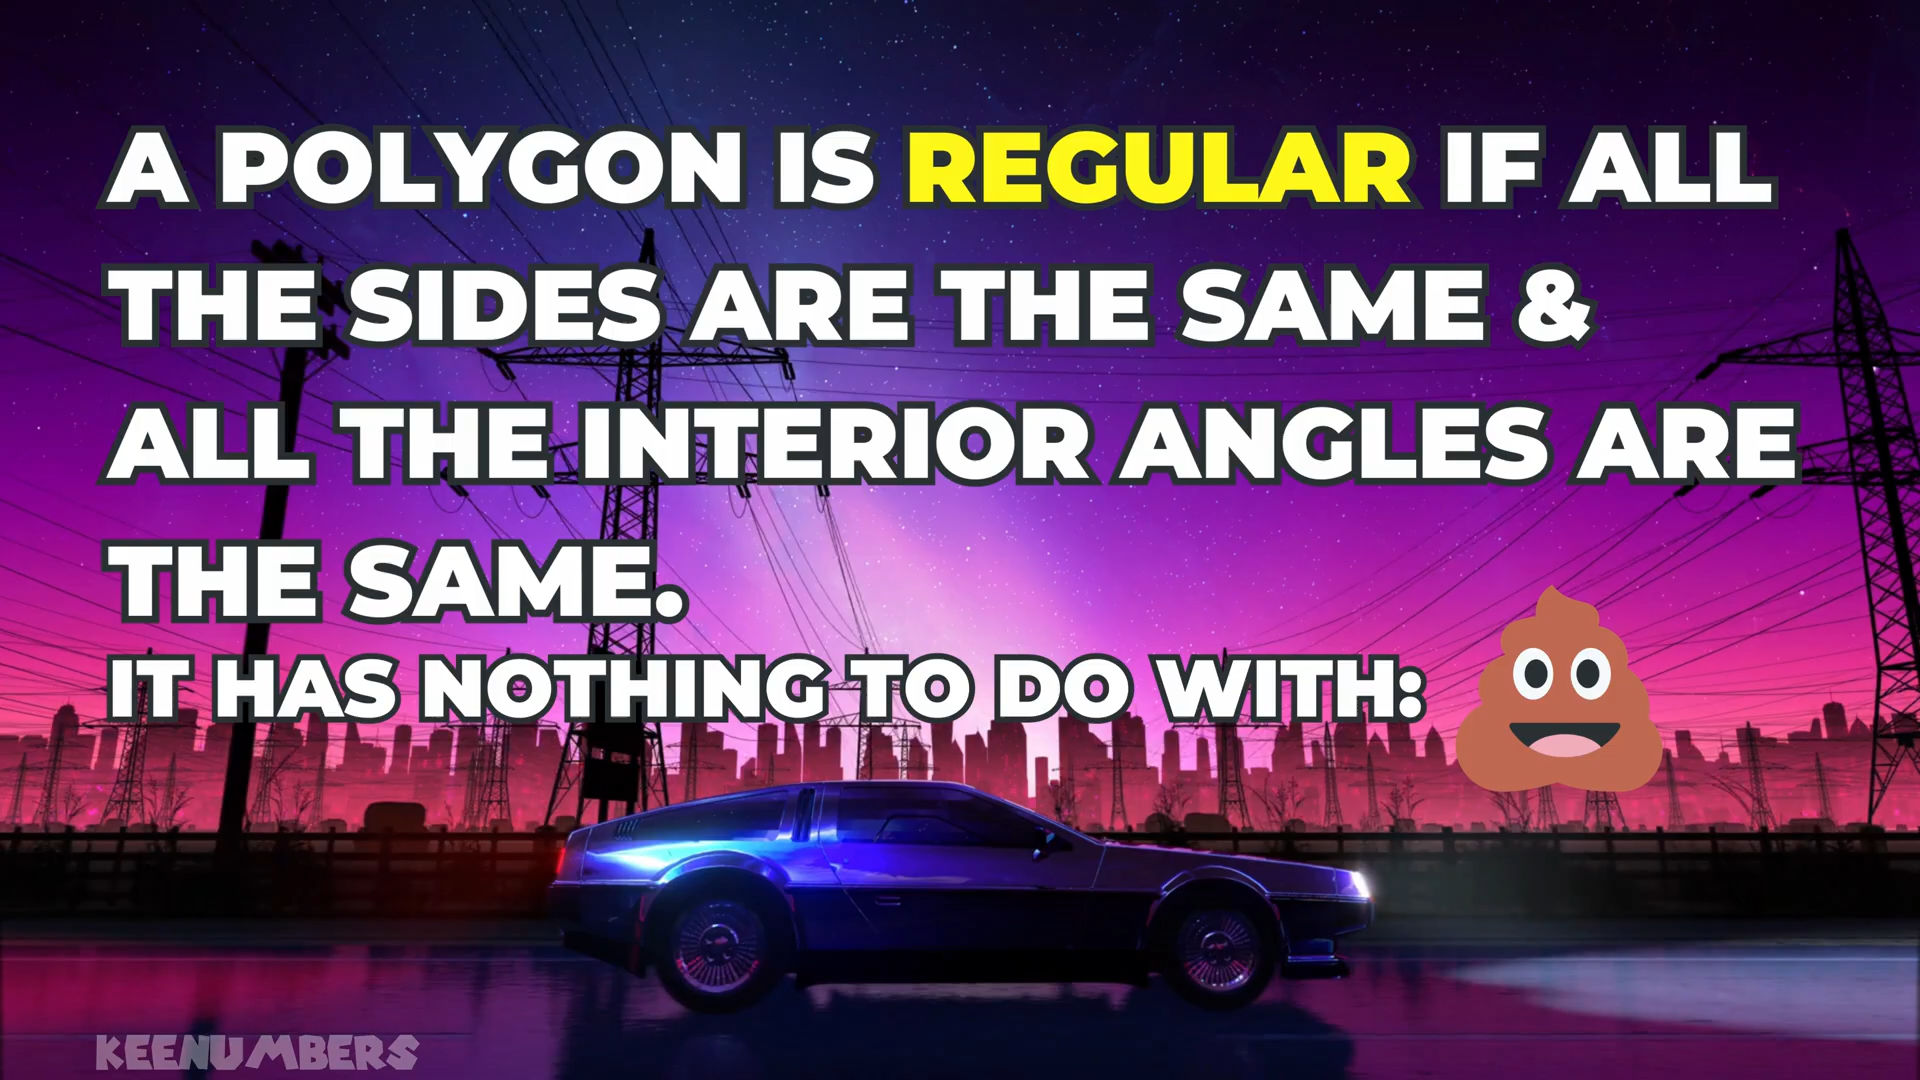 A POLYGON IS REGULAR IF ALL
THE SIDES ARE THE SAME &
ALL THE INTERIOR ANGLES ARE
THE SAME.
IT HAS NOTHING TO DO WITH:
KEENUMBERS